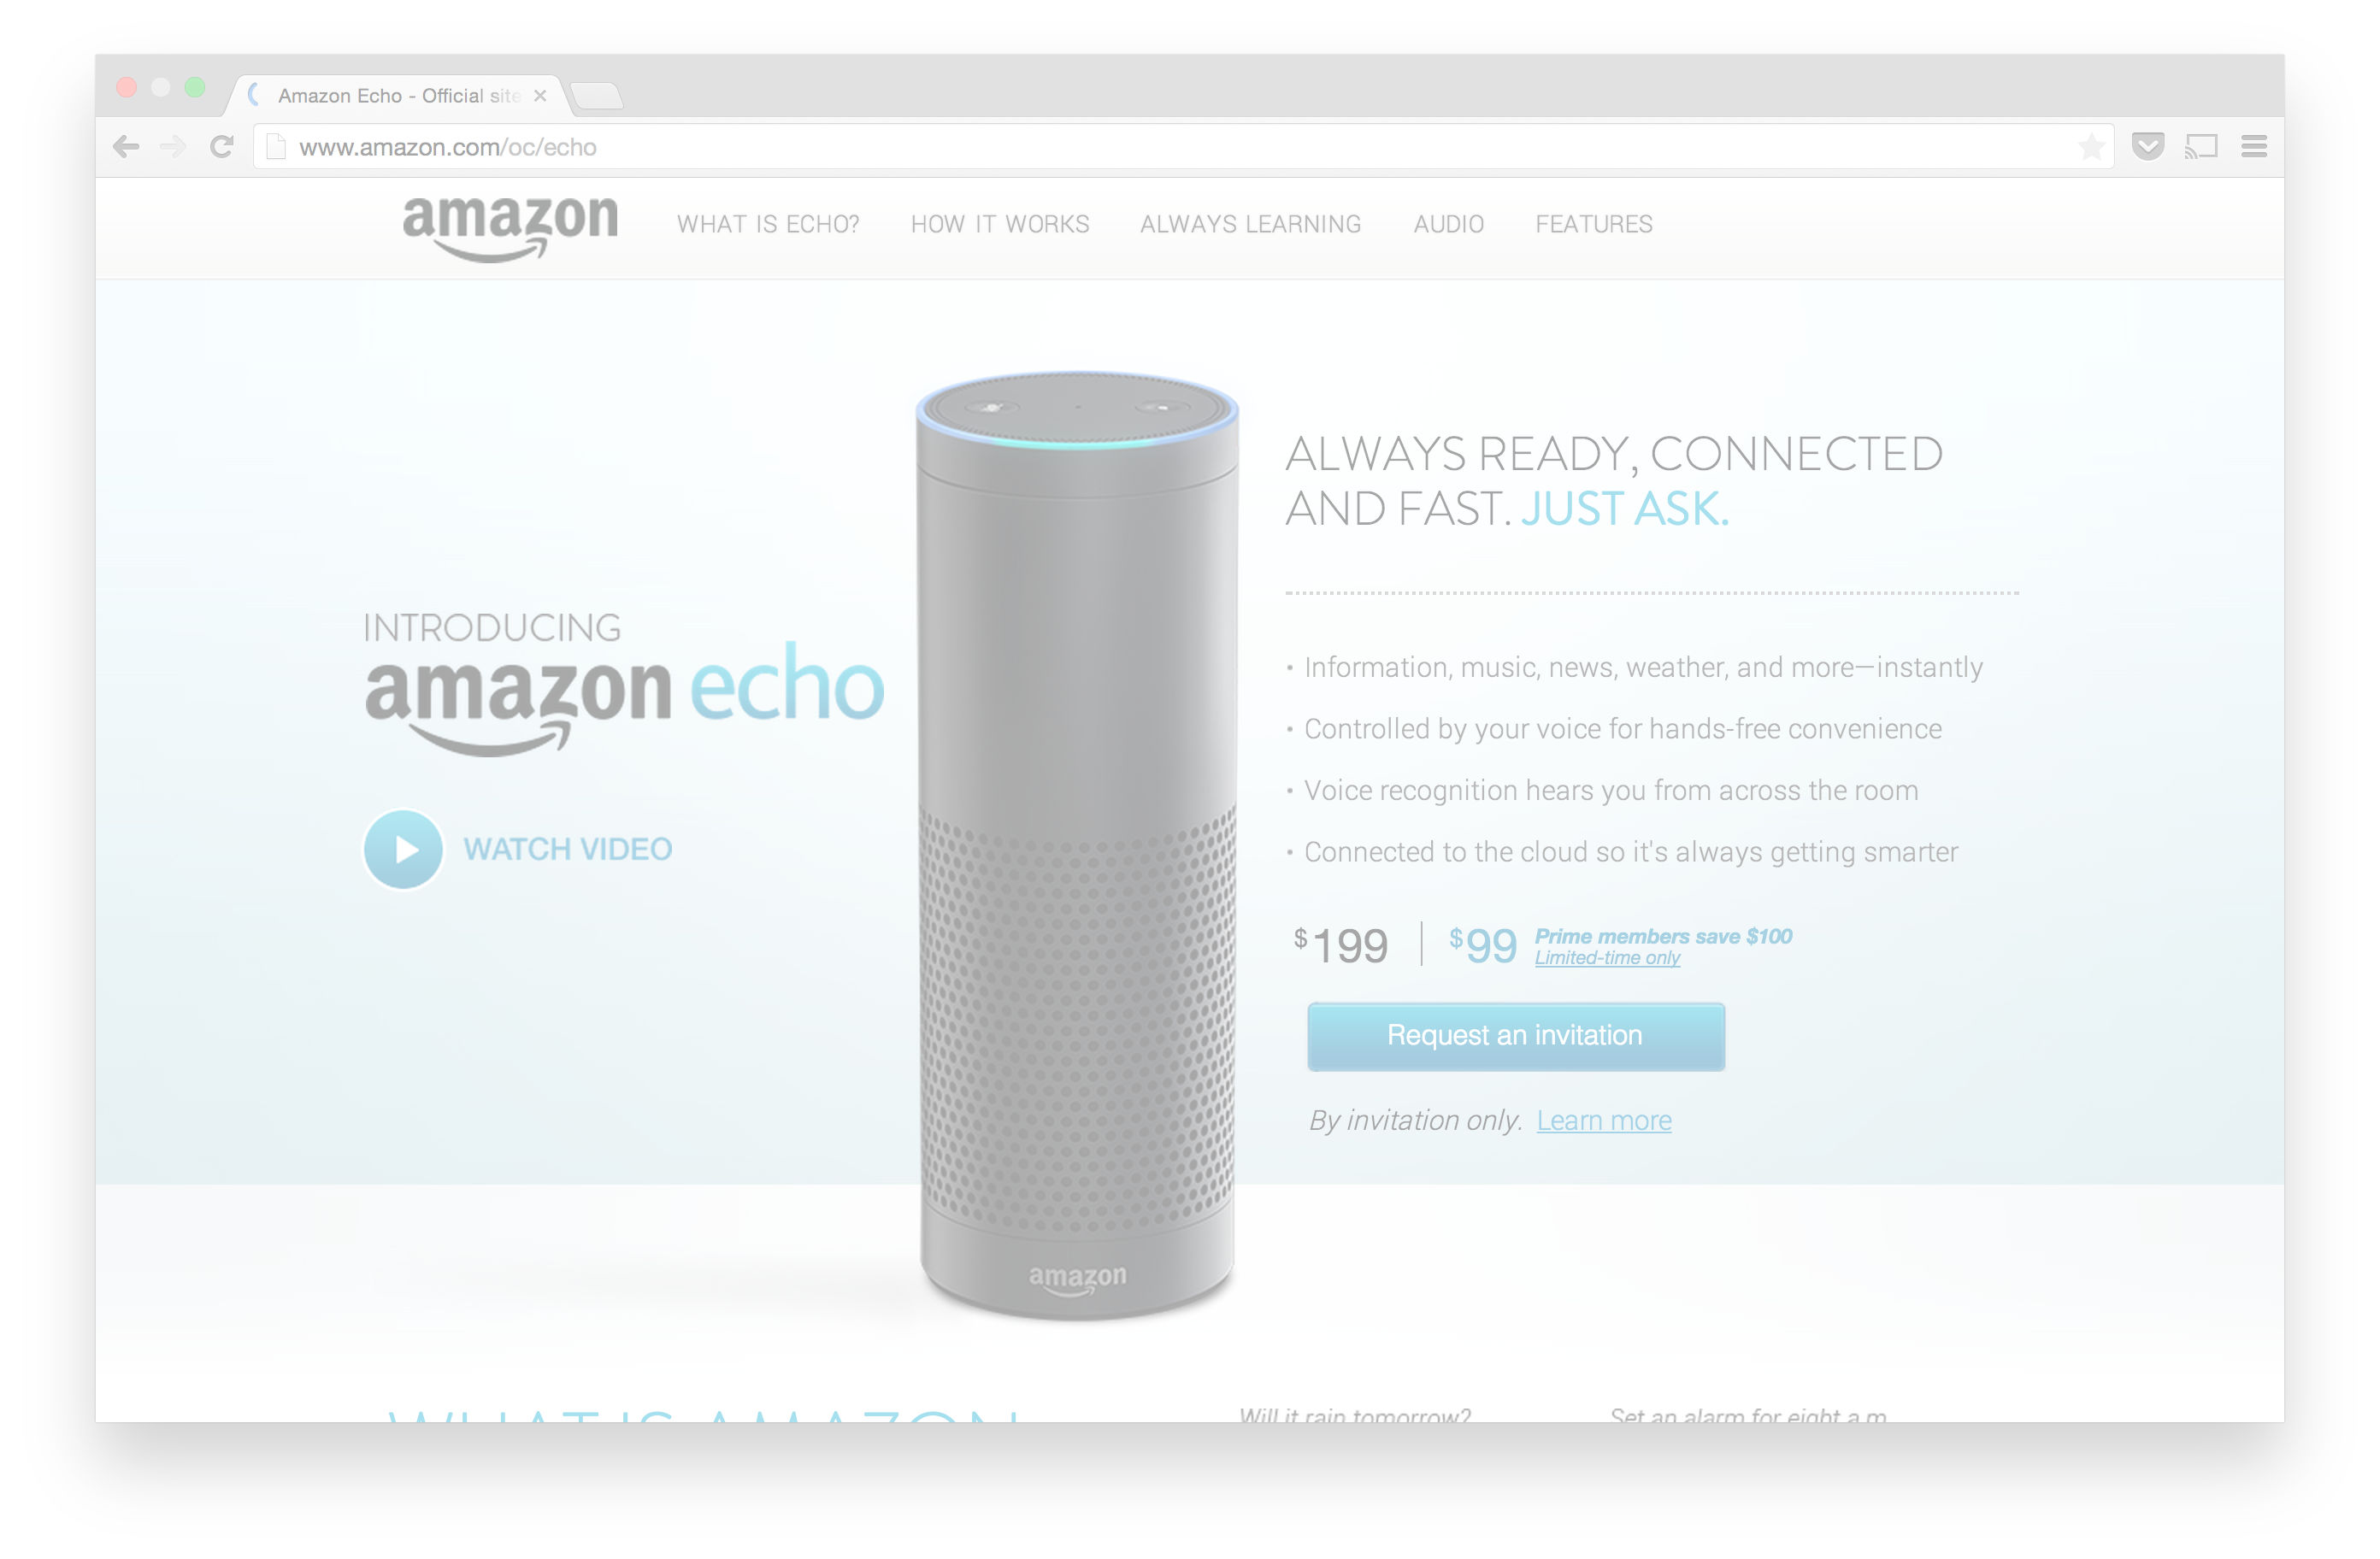 Amazon Echo - Official site
www.amazon.com/oc/echo
amazon
WHAT IS ECHO?
HOW IT WORKS
ALWAYS LEARNING
AUDIO
FEATURES
INTRODUCING
amazon echo
WATCH VIDEO
ALWAYS READY, CONNECTED
AND FAST. JUST ASK.
• Information, music, news, weather, and more—instantly
• Controlled by your voice for hands-free convenience
• Voice recognition hears you from across the room
• Connected to the cloud so it's always getting smarter
$199 | $99 Prime members save $100
Limited-time only
Request an invitation
By invitation only. Learn more
amazon
WHAT IS AMAZON
Will it rain tomorrow?
Set an alarm for eight a.m.